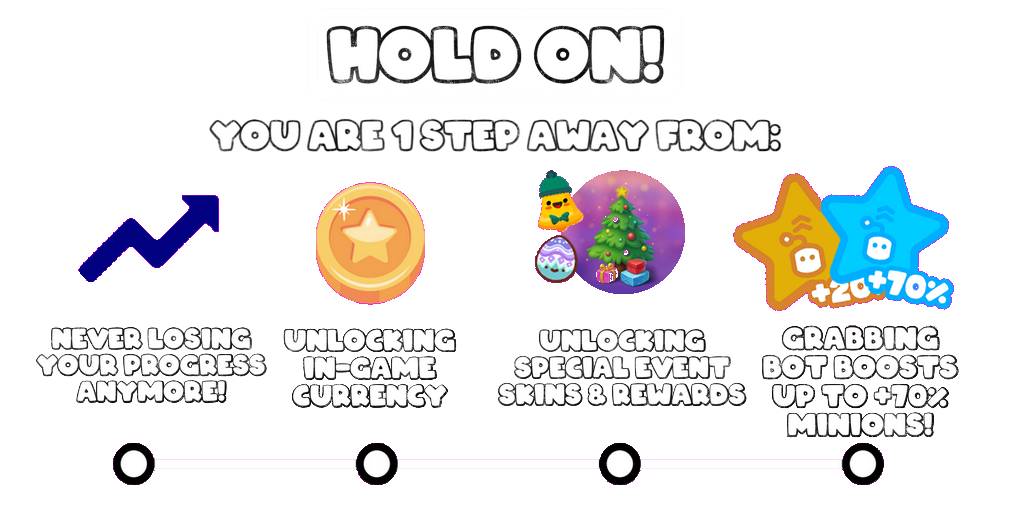 HOLD ON!
YOU ARE 1 STEP AWAY FROM:
+20
+70%
NEVER LOSING
YOUR PROGRESS
ANYMORE!
UNLOCKING
IN-GAME
CURRENCY
UNLOCKING
SPECIAL EVENT
SKINS & REWARDS
GRABBING
BOT BOOSTS
UP TO +70%
MINIONS!